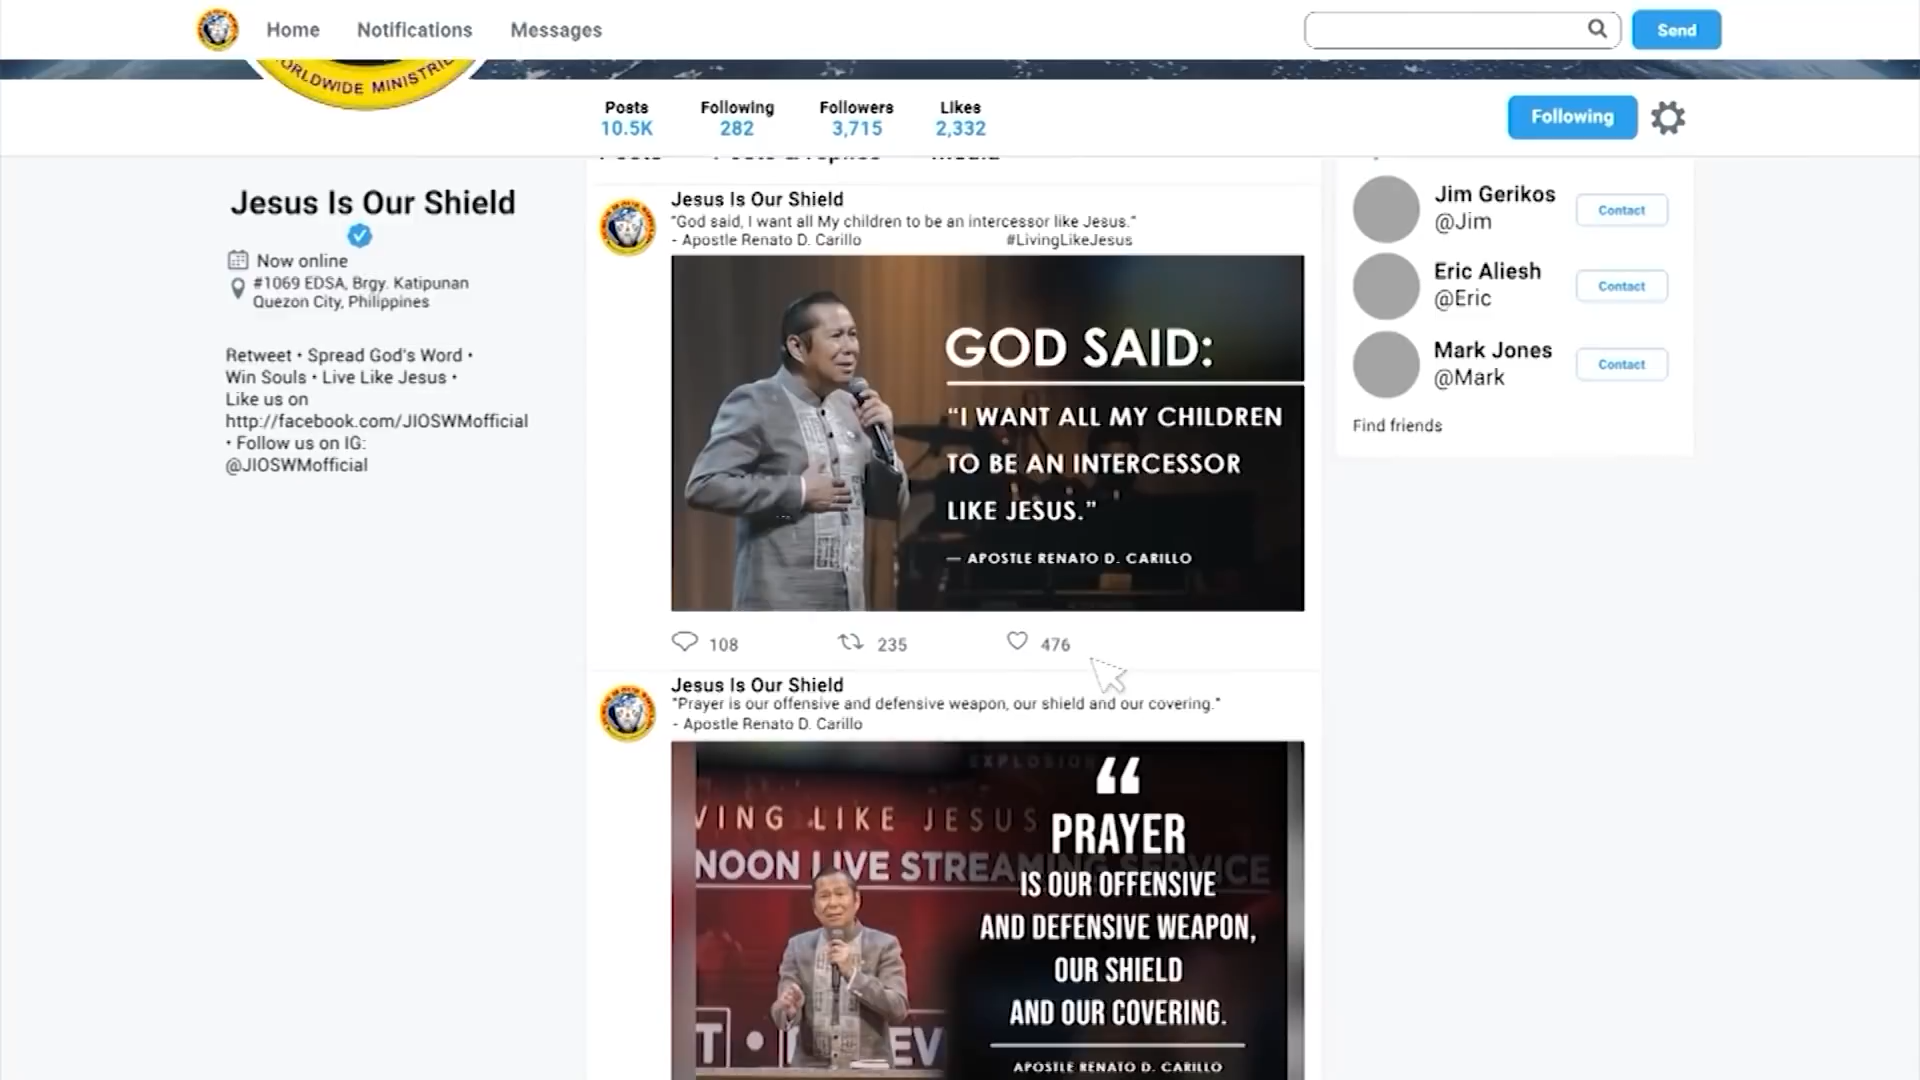 Home Notifications Messages
Send
ORLDWIDE MINISTRI
Posts Following Followers Likes
10.5K 282 3,715 2,332
Following
Jesus Is Our Shield
Now online
#1069 EDSA, Brgy. Katipunan
Quezon City, Philippines
Retweet • Spread God's Word •
Win Souls • Live Like Jesus •
Like us on
http://facebook.com/JIOSWMofficial
• Follow us on IG:
@JIOSWMofficial
Jesus Is Our Shield
"God said, I want all My children to be an intercessor like Jesus."
- Apostle Renato D. Carillo #LivingLikeJesus
GOD SAID:
“I WANT ALL MY CHILDREN
TO BE AN INTERCESSOR
LIKE JESUS.”
— APOSTLE RENATO D. CARILLO
108 235 476
Jesus Is Our Shield
"Prayer is our offensive and defensive weapon, our shield and our covering."
- Apostle Renato D. Carillo
EXPLOSION
VING LIKE JESUS
NOON LIVE STREAMING SERVICE
“
PRAYER
IS OUR OFFENSIVE
AND DEFENSIVE WEAPON,
OUR SHIELD
AND OUR COVERING.
APOSTLE RENATO D. CARILLO
Jim Gerikos
@Jim
Contact
Eric Aliesh
@Eric
Contact
Mark Jones
@Mark
Contact
Find friends